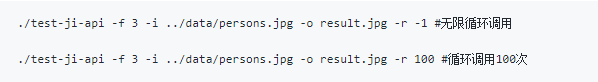 ./test-ji-api -f 3 -i ../data/persons.jpg -o result.jpg -r -1 #无限循环调用
./test-ji-api -f 3 -i ../data/persons.jpg -o result.jpg -r 100 #循环调用100次